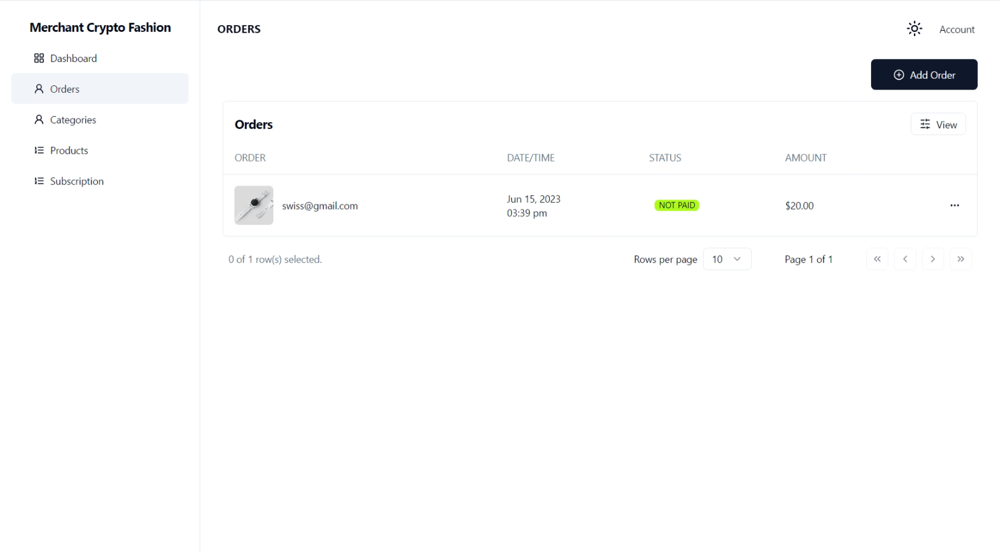 Merchant Crypto Fashion
Dashboard
Orders
Categories
Products
Subscription
ORDERS
Account
Add Order
Orders
View
ORDER DATE/TIME STATUS AMOUNT
swiss@gmail.com
Jun 15, 2023
03:39 pm
NOT PAID
$20.00
0 of 1 row(s) selected.
Rows per page 10
Page 1 of 1